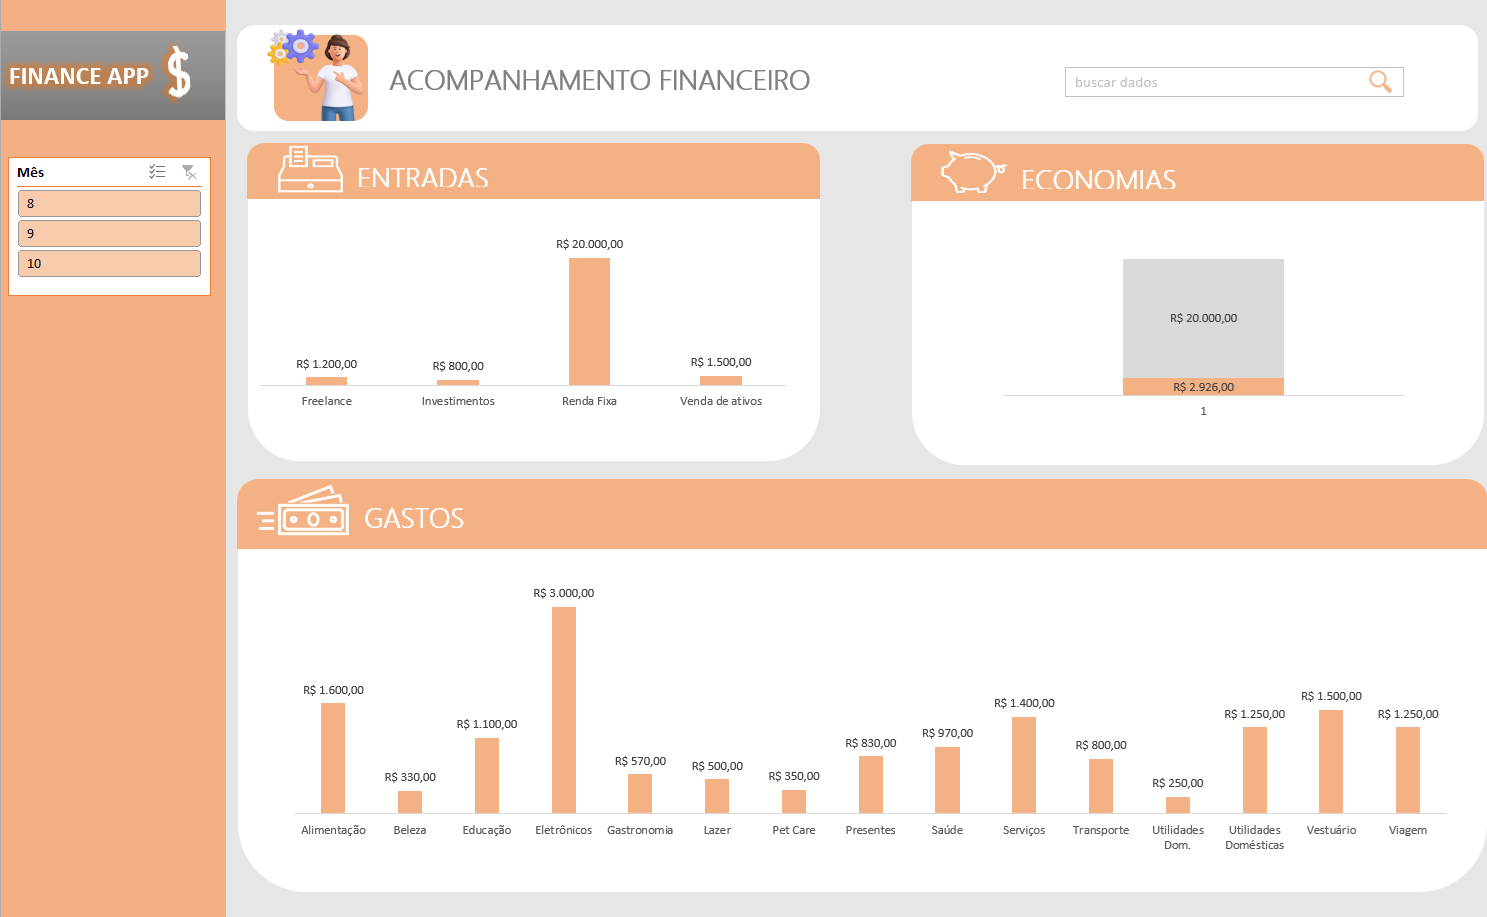 FINANCE APP $
ACOMPANHAMENTO FINANCEIRO
buscar dados
Mês
8
9
10
ENTRADAS
R$ 20.000,00
R$ 1.200,00
R$ 800,00
R$ 1.500,00
Freelance
Investimentos
Renda Fixa
Venda de ativos
ECONOMIAS
R$ 20.000,00
R$ 2.926,00
1
GASTOS
R$ 1.600,00
R$ 330,00
R$ 1.100,00
R$ 3.000,00
R$ 570,00
R$ 500,00
R$ 350,00
R$ 830,00
R$ 970,00
R$ 1.400,00
R$ 800,00
R$ 250,00
R$ 1.250,00
R$ 1.500,00
R$ 1.250,00
Alimentação
Beleza
Educação
Eletrônicos
Gastronomia
Lazer
Pet Care
Presentes
Saúde
Serviços
Transporte
Utilidades
Dom.
Utilidades
Domésticas
Vestuário
Viagem